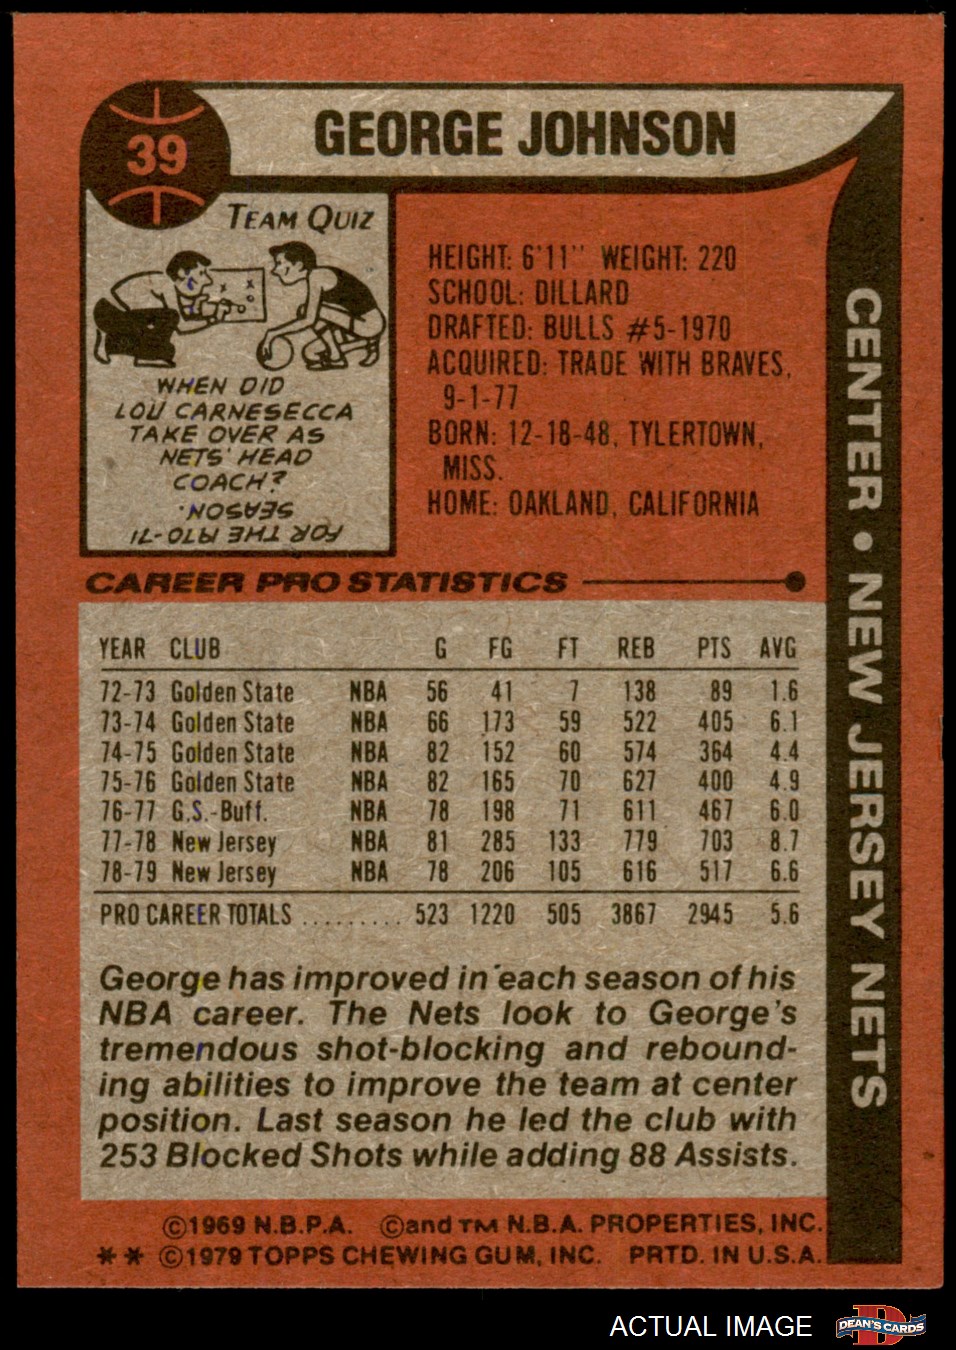 39
GEORGE JOHNSON
TEAM QUIZ
WHEN DID
LOU CARNESECCA
TAKE OVER AS
NETS' HEAD
COACH?
FOR THE 1970-71
SEASON.
HEIGHT: 6'11" WEIGHT: 220
SCHOOL: DILLARD
DRAFTED: BULLS #5-1970
ACQUIRED: TRADE WITH BRAVES,
9-1-77
BORN: 12-18-48, TYLERTOWN,
MISS.
HOME: OAKLAND, CALIFORNIA
CENTER • NEW JERSEY NETS
CAREER PRO STATISTICS
YEAR CLUB G FG FT REB PTS AVG
72-73 Golden State NBA 56 41 7 138 89 1.6
73-74 Golden State NBA 66 173 59 522 405 6.1
74-75 Golden State NBA 82 152 60 574 364 4.4
75-76 Golden State NBA 82 165 70 627 400 4.9
76-77 G.S.-Buff. NBA 78 198 71 611 467 6.0
77-78 New Jersey NBA 81 285 133 779 703 8.7
78-79 New Jersey NBA 78 206 105 616 517 6.6
PRO CAREER TOTALS ......... 523 1220 505 3867 2945 5.6
George has improved in each season of his
NBA career. The Nets look to George's
tremendous shot-blocking and rebound-
ing abilities to improve the team at center
position. Last season he led the club with
253 Blocked Shots while adding 88 Assists.
©1969 N.B.P.A. ©and TM N.B.A. PROPERTIES, INC.
** ©1979 TOPPS CHEWING GUM, INC. PRTD. IN U.S.A.
ACTUAL IMAGE
D
DEAN'S CARDS